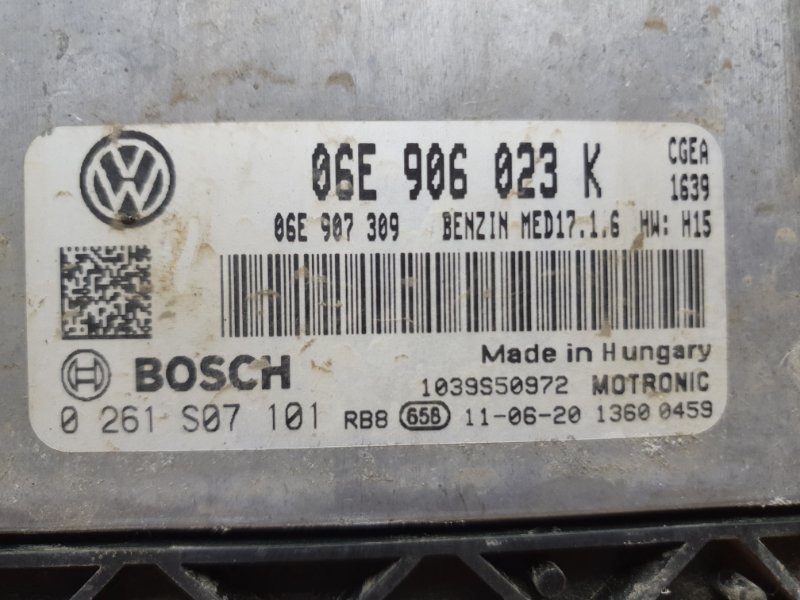 06E 906 023 K CGEA
1639
06E 907 309 BENZIN MED17.1.6 HW: H15
Made in Hungary
BOSCH
1039S50972 MOTRONIC
0 261 S07 101 RB8 658 11-06-20 1360 0459